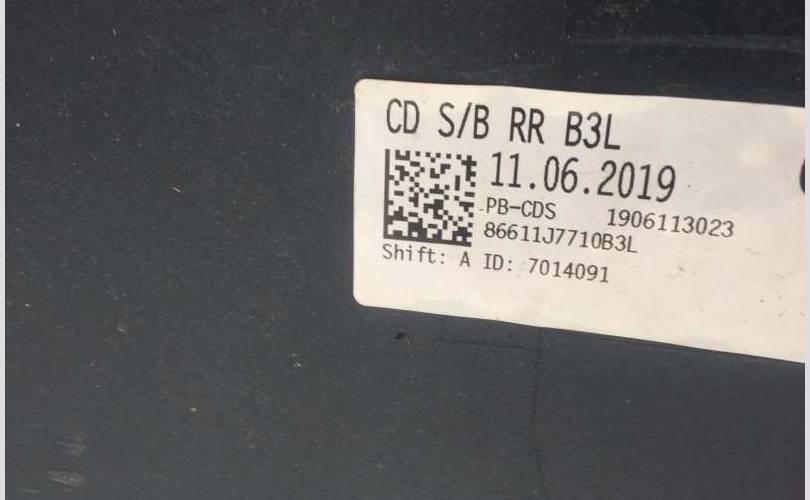 CD S/B RR B3L
11.06.2019
PB-CDS 1906113023
86611J7710B3L
Shift: A ID: 7014091